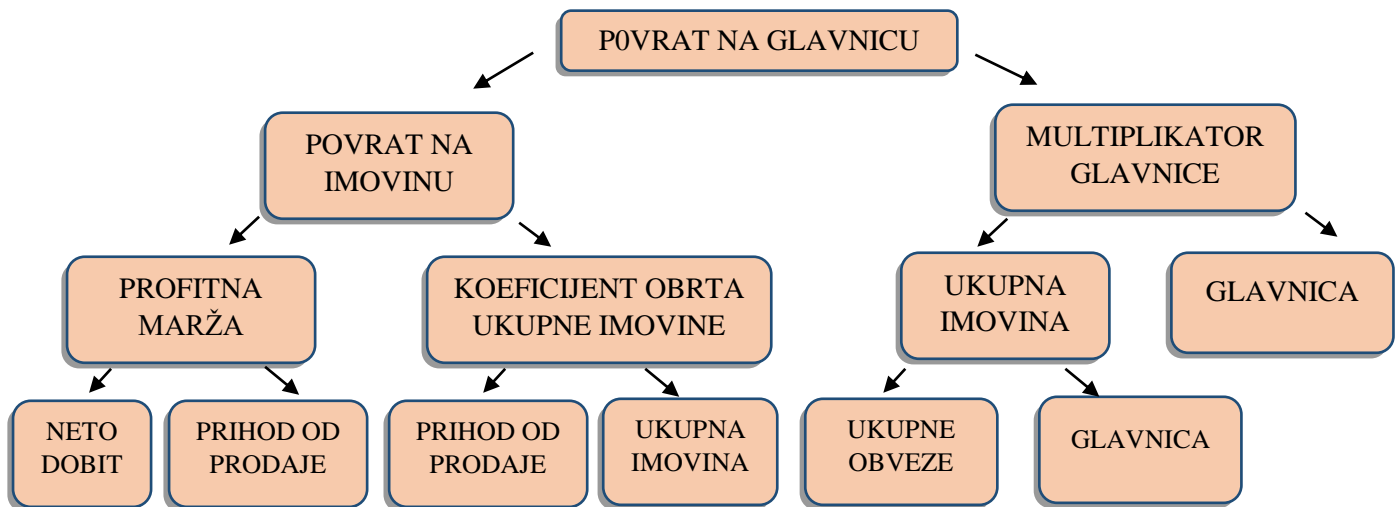 P0VRAT NA GLAVNICU
POVRAT NA
IMOVINU
MULTIPLIKATOR
GLAVNICE
PROFITNA
MARŽA
KOEFICIJENT OBRTA
UKUPNE IMOVINE
UKUPNA
IMOVINA
GLAVNICA
NETO
DOBIT
PRIHOD OD
PRODAJE
PRIHOD OD
PRODAJE
UKUPNA
IMOVINA
UKUPNE
OBVEZE
GLAVNICA